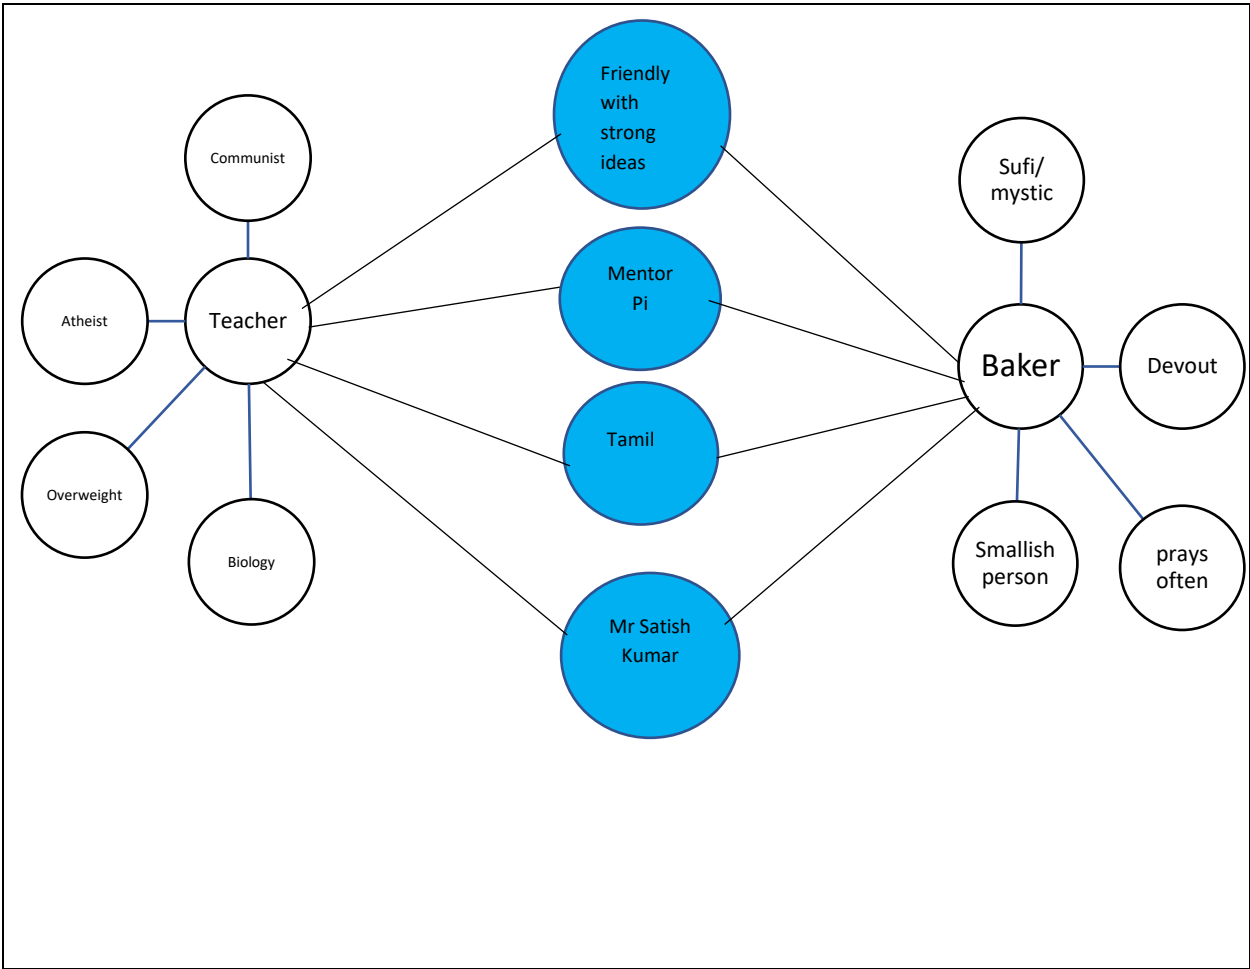 Friendly
with
strong
ideas
Communist
Sufi/
mystic
Mentor
Pi
Atheist
Teacher
Baker
Devout
Tamil
Overweight
Biology
Smallish
person
prays
often
Mr Satish
Kumar